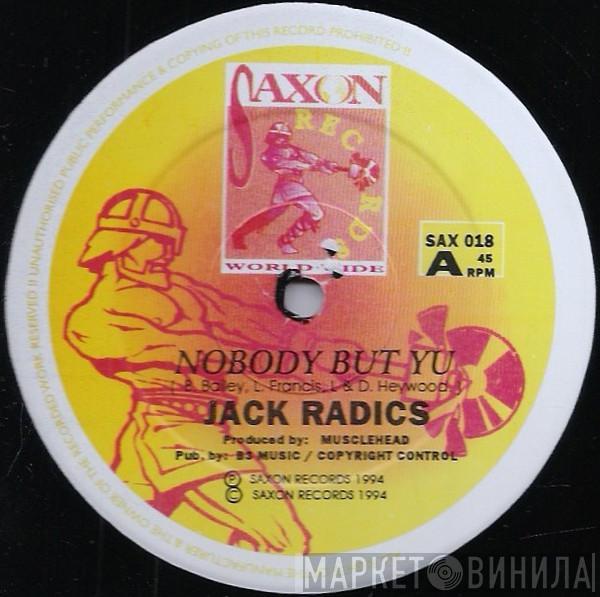 THE MANUFACTURER & THE OWNER OF THE RECORDED WORK RESERVED !! UNAUTHORISED PUBLIC PERFORMANCE & COPYING OF THIS RECORD PROHIBITED !!
SAXON
RECORDS
WORLD WIDE
SAX 018
A 45
RPM
NOBODY BUT YU
( B. Bailey, L. Francis, L & D. Heywood )
JACK RADICS
Produced by: MUSCLEHEAD
Pub. by: B3 MUSIC / COPYRIGHT CONTROL
℗ SAXON RECORDS 1994
© SAXON RECORDS 1994
МАРКЕТ ВИНИЛА